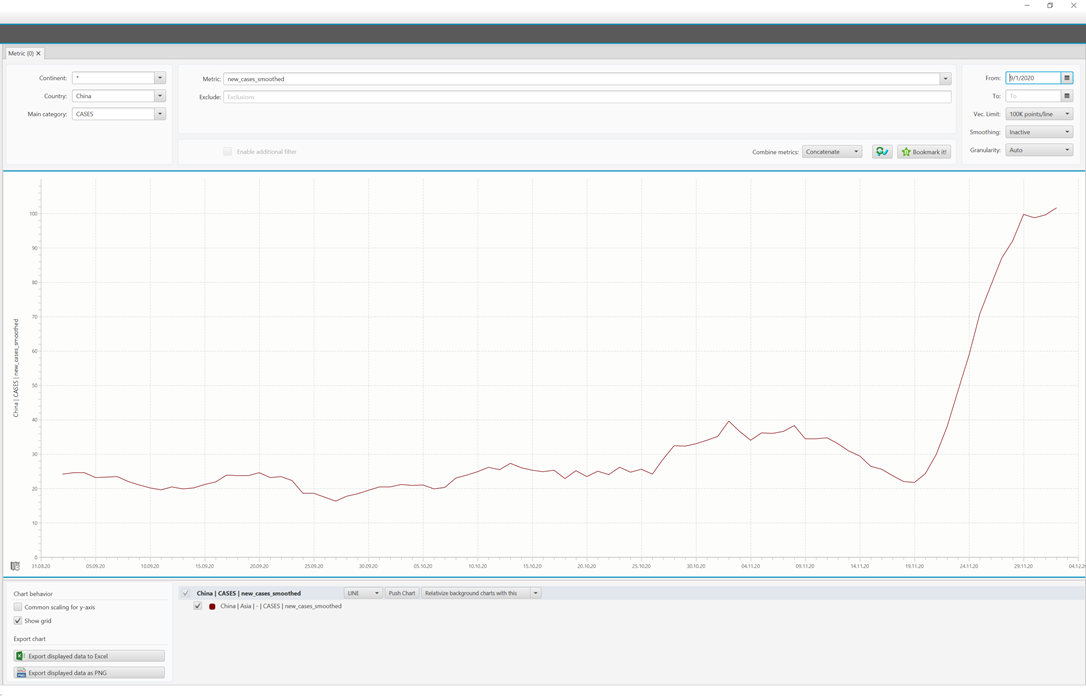 Metric (0)
Continent: *
Country: China
Main category: CASES
Metric: new_cases_smoothed
Exclude: Exclusions
Enable additional filter
Combine metrics: Concatenate
Bookmark it!
From: 9/1/2020
To: To
Vec. Limit: 100K points/line
Smoothing: Inactive
Granularity: Auto
China | CASES | new_cases_smoothed
100
90
80
70
60
50
40
30
20
10
0
31.08.20 05.09.20 10.09.20 15.09.20 20.09.20 25.09.20 30.09.20 05.10.20 10.10.20 15.10.20 20.10.20 25.10.20 30.10.20 04.11.20 09.11.20 14.11.20 19.11.20 24.11.20 29.11.20 04.12.20
Chart behavior
Common scaling for y-axis
Show grid
Export chart
Export displayed data to Excel
Export displayed data as PNG
China | CASES | new_cases_smoothed LINE Push Chart Relativize background charts with this
China | Asia | - | CASES | new_cases_smoothed